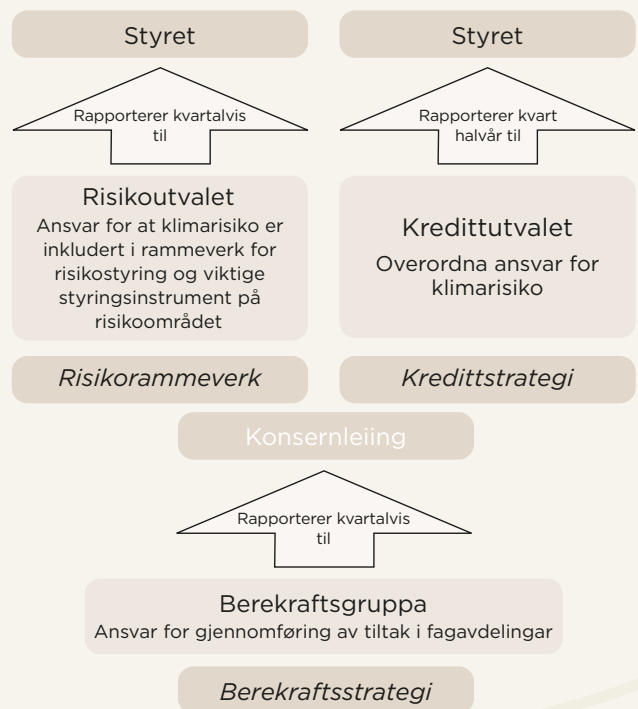 Styret
Rapporterer kvartalvis
til
Risikoutvalet
Ansvar for at klimarisiko er
inkludert i rammeverk for
risikostyring og viktige
styringsinstrument på
risikoområdet
Risikorammeverk
Styret
Rapporterer kvart
halvår til
Kredittutvalet
Overordna ansvar for
klimarisiko
Kredittstrategi
Konsernleiing
Rapporterer kvartalvis
til
Berekraftsgruppa
Ansvar for gjennomføring av tiltak i fagavdelingar
Berekraftsstrategi